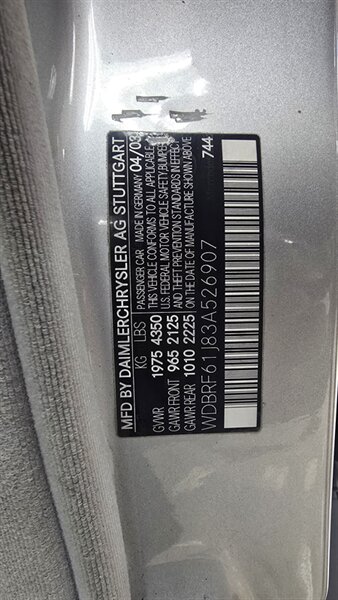 MFD BY DAIMLERCHRYSLER AG STUTTGART
PASSENGER CAR MADE IN GERMANY 04/03
KG LBS
THIS VEHICLE CONFORMS TO ALL APPLICABLE
GVWR 1975 4350
U.S. FEDERAL MOTOR VEHICLE SAFETY, BUMPER,
GAWR FRONT 965 2125
AND THEFT PREVENTION STANDARDS IN EFFECT
GAWR REAR 1010 2225
ON THE DATE OF MANUFACTURE SHOWN ABOVE
WDBRF61J83A526907
744